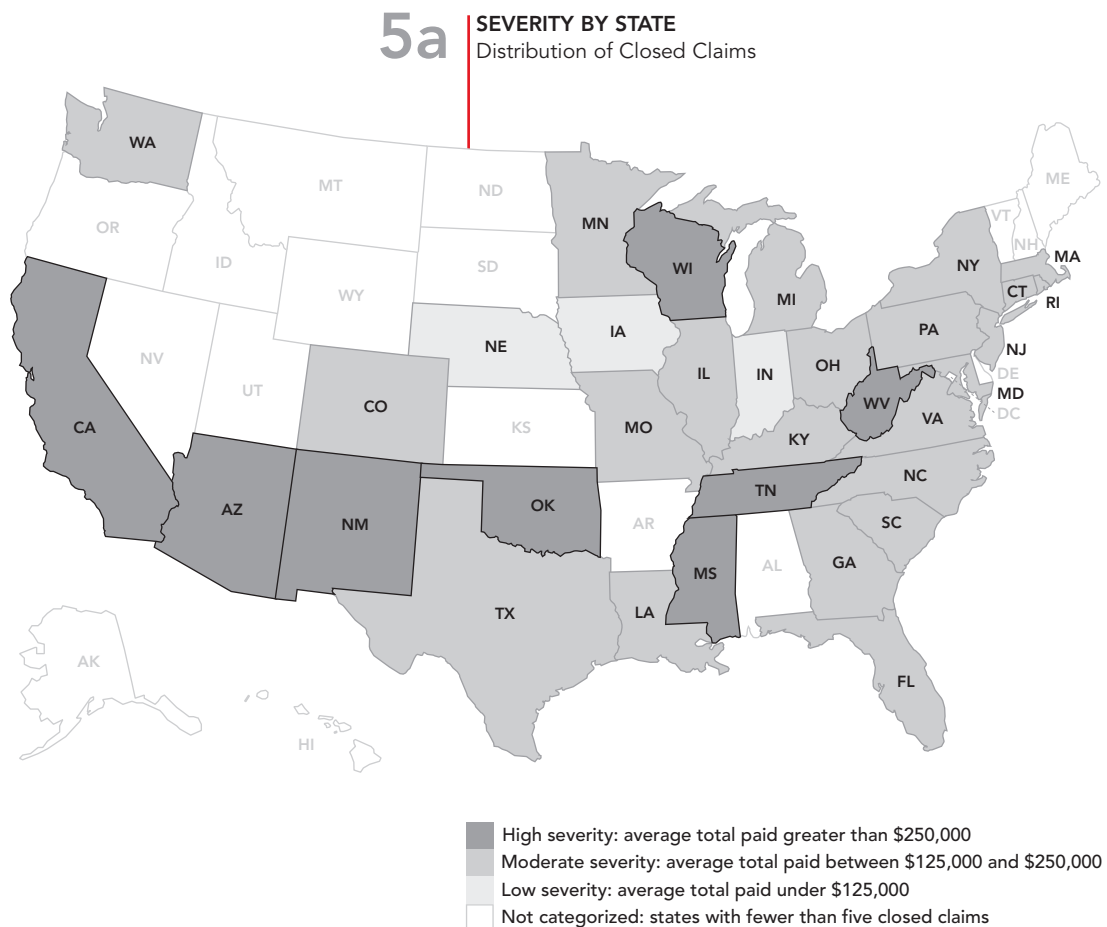 5a
SEVERITY BY STATE
Distribution of Closed Claims
WA
MT
ND
MN
ME
VT
NH
OR
ID
SD
WI
MI
NY
MA
CT
RI
WY
IA
NE
PA
NJ
NV
UT
CO
KS
MO
IL
IN
OH
WV
VA
DE
MD
DC
CA
KY
AZ
NM
OK
AR
TN
NC
SC
MS
AL
GA
TX
LA
FL
AK
HI
High severity: average total paid greater than $250,000
Moderate severity: average total paid between $125,000 and $250,000
Low severity: average total paid under $125,000
Not categorized: states with fewer than five closed claims